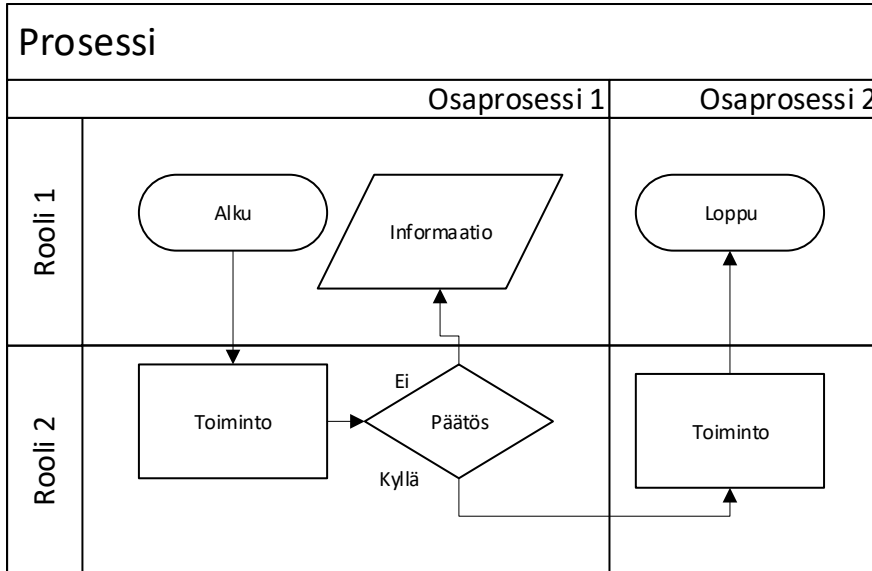 Prosessi
Osaprosessi 1
Osaprosessi 2
Rooli 1
Alku
Informaatio
Loppu
Rooli 2
Toiminto
Ei
Päätös
Kyllä
Toiminto